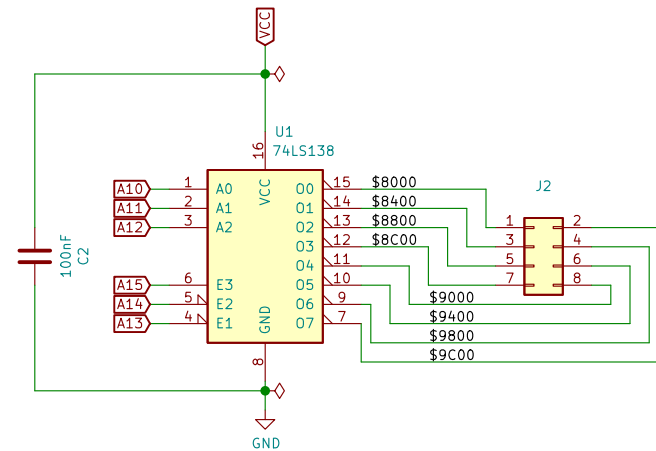 VCC
U1
74LS138
16
VCC
A10 1 A0 O0 15 $8000
A11 2 A1 O1 14 $8400
A12 3 A2 O2 13 $8800
O3 12 $8C00
O4 11
A15 6 E3 O5 10
A14 5 E2 O6 9
A13 4 E1 O7 7
GND
8
GND
100nF
C2
J2
1 2
3 4
5 6
7 8
$9000
$9400
$9800
$9C00